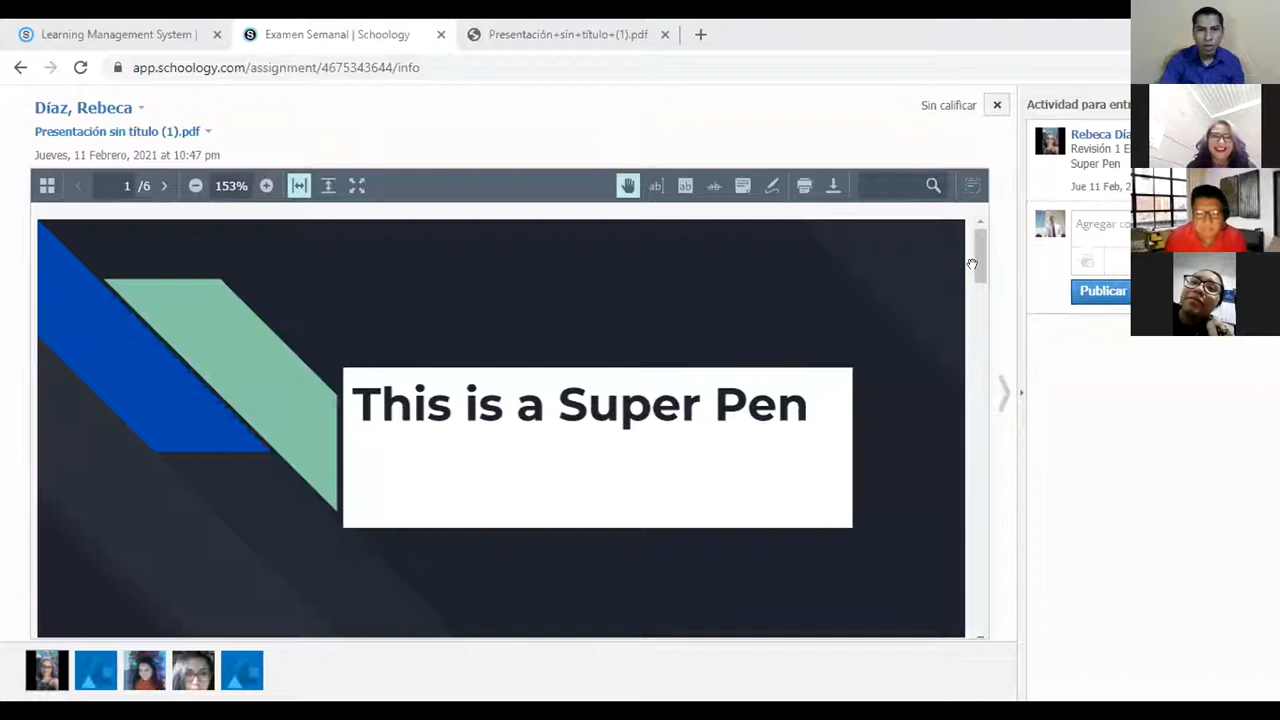 Learning Management System |
Examen Semanal | Schoology
Presentación+sin+título+(1).pdf
app.schoology.com/assignment/4675343644/info
Díaz, Rebeca
Sin calificar
Actividad para entr
Presentación sin título (1).pdf
Jueves, 11 Febrero, 2021 at 10:47 pm
Rebeca Día
Revisión 1 E
Super Pen
Jue 11 Feb, 2
1 /6
153%
ab
ab
ab
Agregar co
Publicar
This is a Super Pen